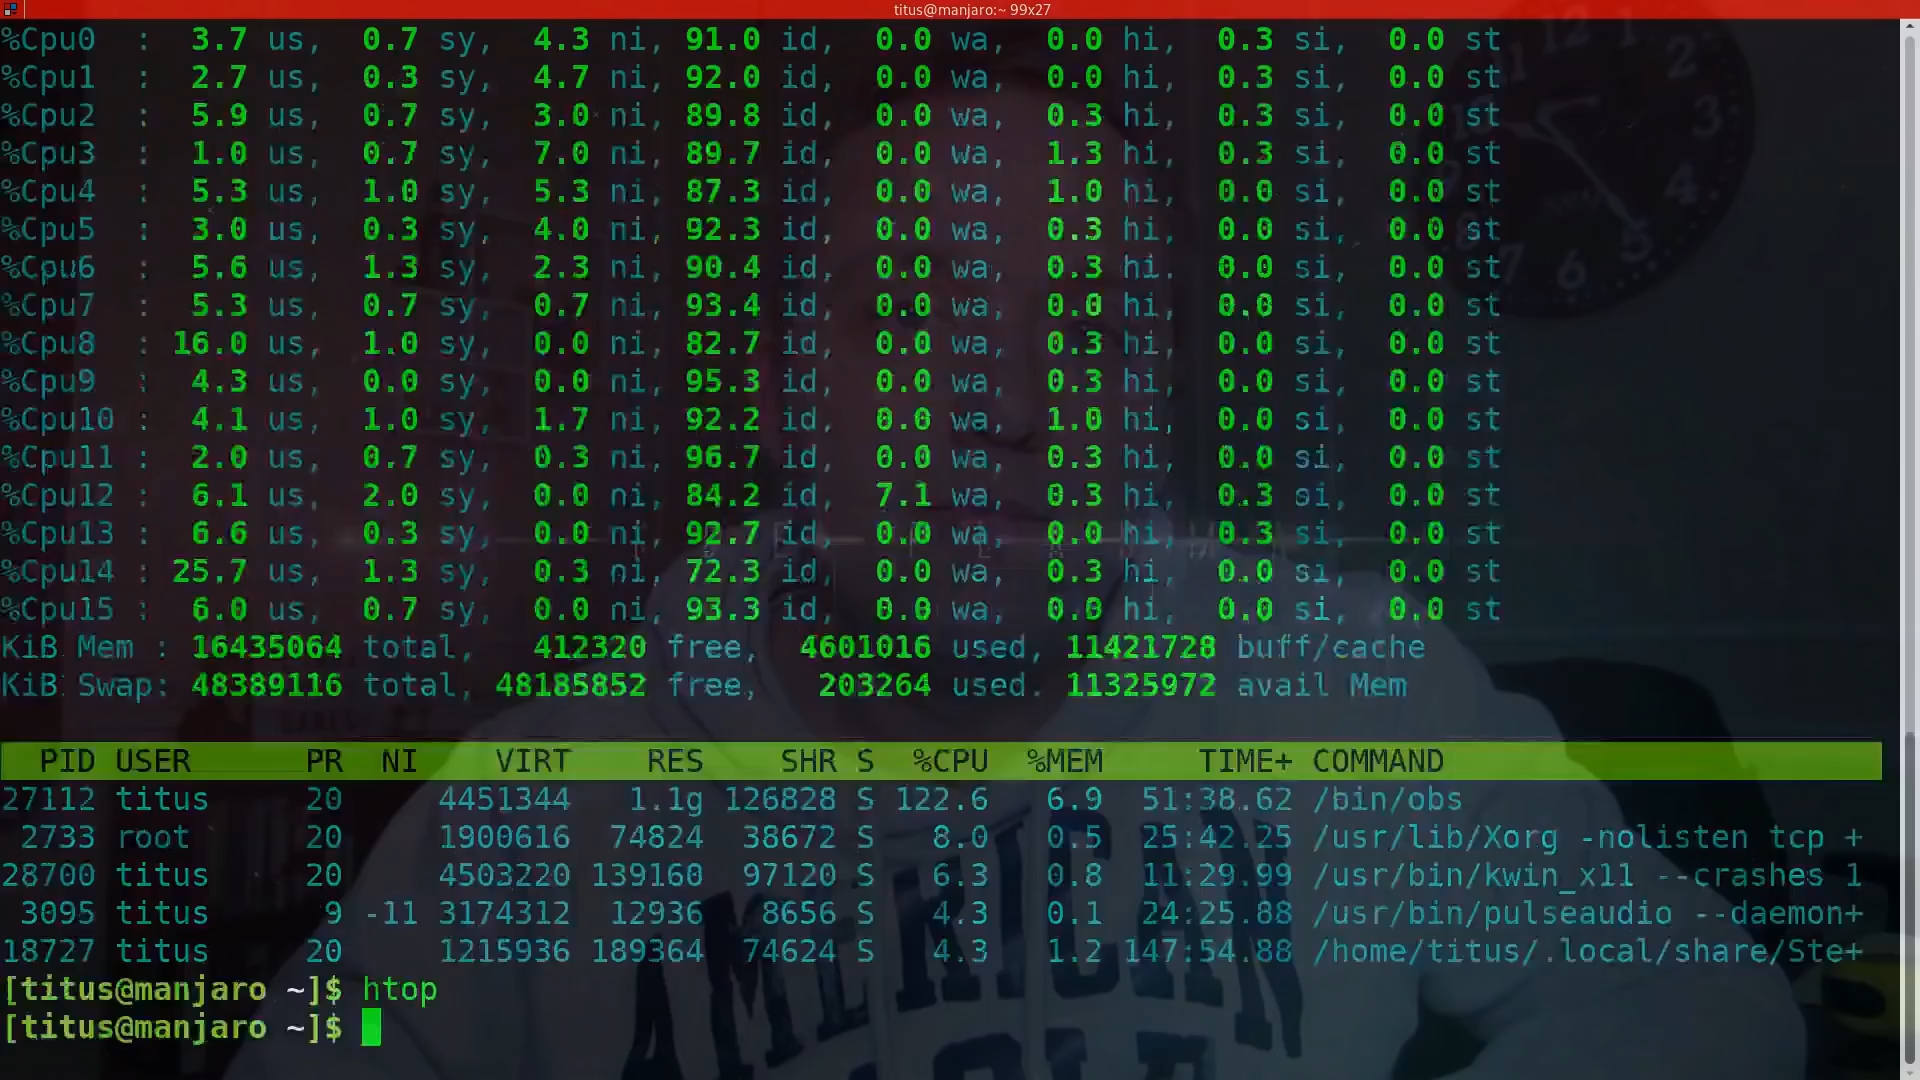 titus@manjaro:~ 99x27
%Cpu0  :  3.7 us,  0.7 sy,  4.3 ni, 91.0 id,  0.0 wa,  0.0 hi,  0.3 si,  0.0 st
%Cpu1  :  2.7 us,  0.3 sy,  4.7 ni, 92.0 id,  0.0 wa,  0.0 hi,  0.3 si,  0.0 st
%Cpu2  :  5.9 us,  0.7 sy,  3.0 ni, 89.8 id,  0.0 wa,  0.3 hi,  0.3 si,  0.0 st
%Cpu3  :  1.0 us,  0.7 sy,  7.0 ni, 89.7 id,  0.0 wa,  1.3 hi,  0.3 si,  0.0 st
%Cpu4  :  5.3 us,  1.0 sy,  5.3 ni, 87.3 id,  0.0 wa,  1.0 hi,  0.0 si,  0.0 st
%Cpu5  :  3.0 us,  0.3 sy,  4.0 ni, 92.3 id,  0.0 wa,  0.3 hi,  0.0 si,  0.0 st
%Cpu6  :  5.6 us,  1.3 sy,  2.3 ni, 90.4 id,  0.0 wa,  0.3 hi,  0.0 si,  0.0 st
%Cpu7  :  5.3 us,  0.7 sy,  0.7 ni, 93.4 id,  0.0 wa,  0.0 hi,  0.0 si,  0.0 st
%Cpu8  : 16.0 us,  1.0 sy,  0.0 ni, 82.7 id,  0.0 wa,  0.3 hi,  0.0 si,  0.0 st
%Cpu9  :  4.3 us,  0.0 sy,  0.0 ni, 95.3 id,  0.0 wa,  0.3 hi,  0.0 si,  0.0 st
%Cpu10 :  4.1 us,  1.0 sy,  1.7 ni, 92.2 id,  0.0 wa,  1.0 hi,  0.0 si,  0.0 st
%Cpu11 :  2.0 us,  0.7 sy,  0.3 ni, 96.7 id,  0.0 wa,  0.3 hi,  0.0 si,  0.0 st
%Cpu12 :  6.1 us,  2.0 sy,  0.0 ni, 84.2 id,  7.1 wa,  0.3 hi,  0.3 si,  0.0 st
%Cpu13 :  6.6 us,  0.3 sy,  0.0 ni, 92.7 id,  0.0 wa,  0.0 hi,  0.3 si,  0.0 st
%Cpu14 : 25.7 us,  1.3 sy,  0.3 ni, 72.3 id,  0.0 wa,  0.3 hi,  0.0 si,  0.0 st
%Cpu15 :  6.0 us,  0.7 sy,  0.0 ni, 93.3 id,  0.0 wa,  0.0 hi,  0.0 si,  0.0 st
KiB Mem : 16435064 total,   412320 free,  4601016 used, 11421728 buff/cache
KiB Swap: 48389116 total, 48185852 free,   203264 used. 11325972 avail Mem
PID USER PR NI VIRT RES SHR S %CPU %MEM TIME+ COMMAND
27112 titus 20 4451344 1.1g 126828 S 122.6 6.9 51:38.62 /bin/obs
2733 root 20 1900616 74824 38672 S 8.0 0.5 25:42.25 /usr/lib/Xorg -nolisten tcp +
28700 titus 20 4503220 139160 97120 S 6.3 0.8 11:29.99 /usr/bin/kwin_x11 --crashes 1
3095 titus 9 -11 3174312 12936 8656 S 4.3 0.1 24:25.88 /usr/bin/pulseaudio --daemon+
18727 titus 20 1215936 189364 74624 S 4.3 1.2 147:54.88 /home/titus/.local/share/Ste+
[titus@manjaro ~]$ htop
[titus@manjaro ~]$
12 1 2 3 4 5 6 7 8 9 10 11
AMERICAN